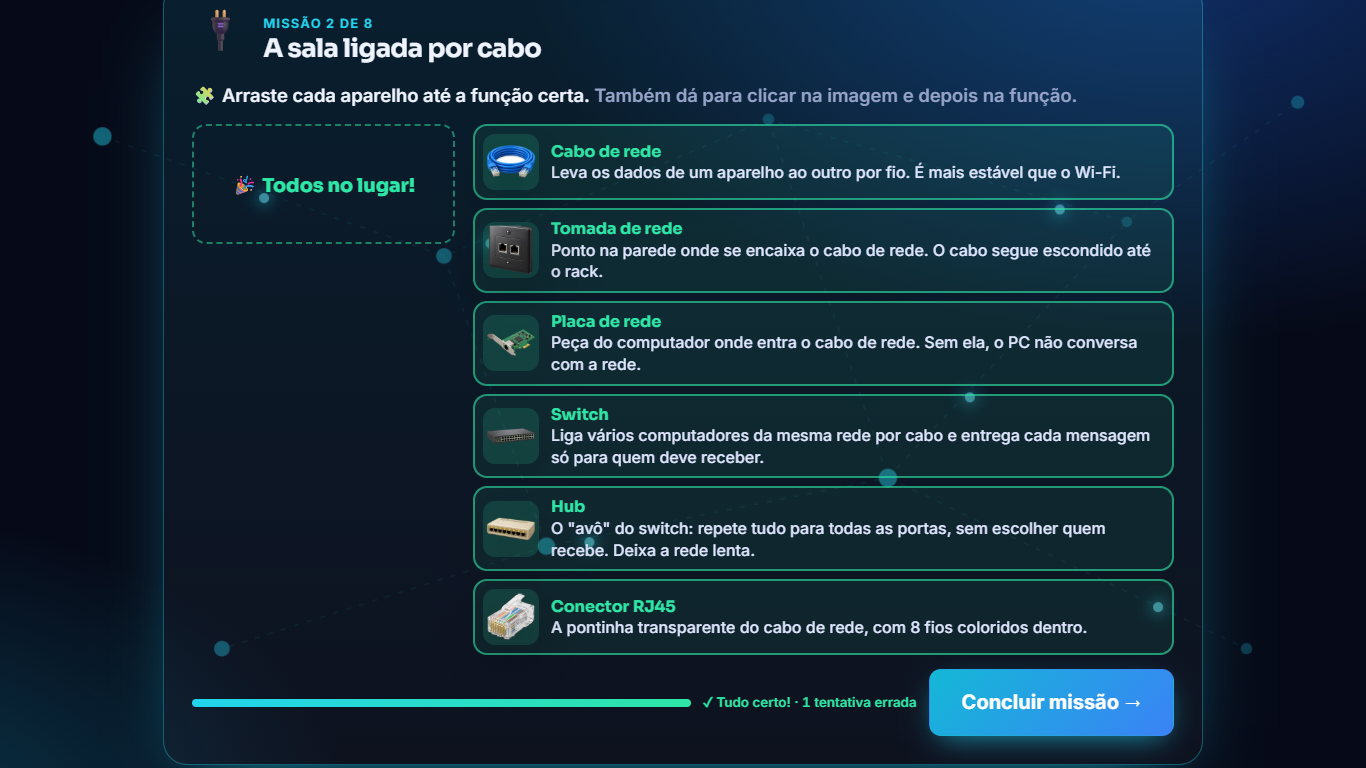 MISSÃO 2 DE 8
A sala ligada por cabo
Arraste cada aparelho até a função certa. Também dá para clicar na imagem e depois na função.
Todos no lugar!
Cabo de rede
Leva os dados de um aparelho ao outro por fio. É mais estável que o Wi-Fi.
Tomada de rede
Ponto na parede onde se encaixa o cabo de rede. O cabo segue escondido até
o rack.
Placa de rede
Peça do computador onde entra o cabo de rede. Sem ela, o PC não conversa
com a rede.
Switch
Liga vários computadores da mesma rede por cabo e entrega cada mensagem
só para quem deve receber.
Hub
O "avô" do switch: repete tudo para todas as portas, sem escolher quem
recebe. Deixa a rede lenta.
Conector RJ45
A pontinha transparente do cabo de rede, com 8 fios coloridos dentro.
✓ Tudo certo! · 1 tentativa errada
Concluir missão →